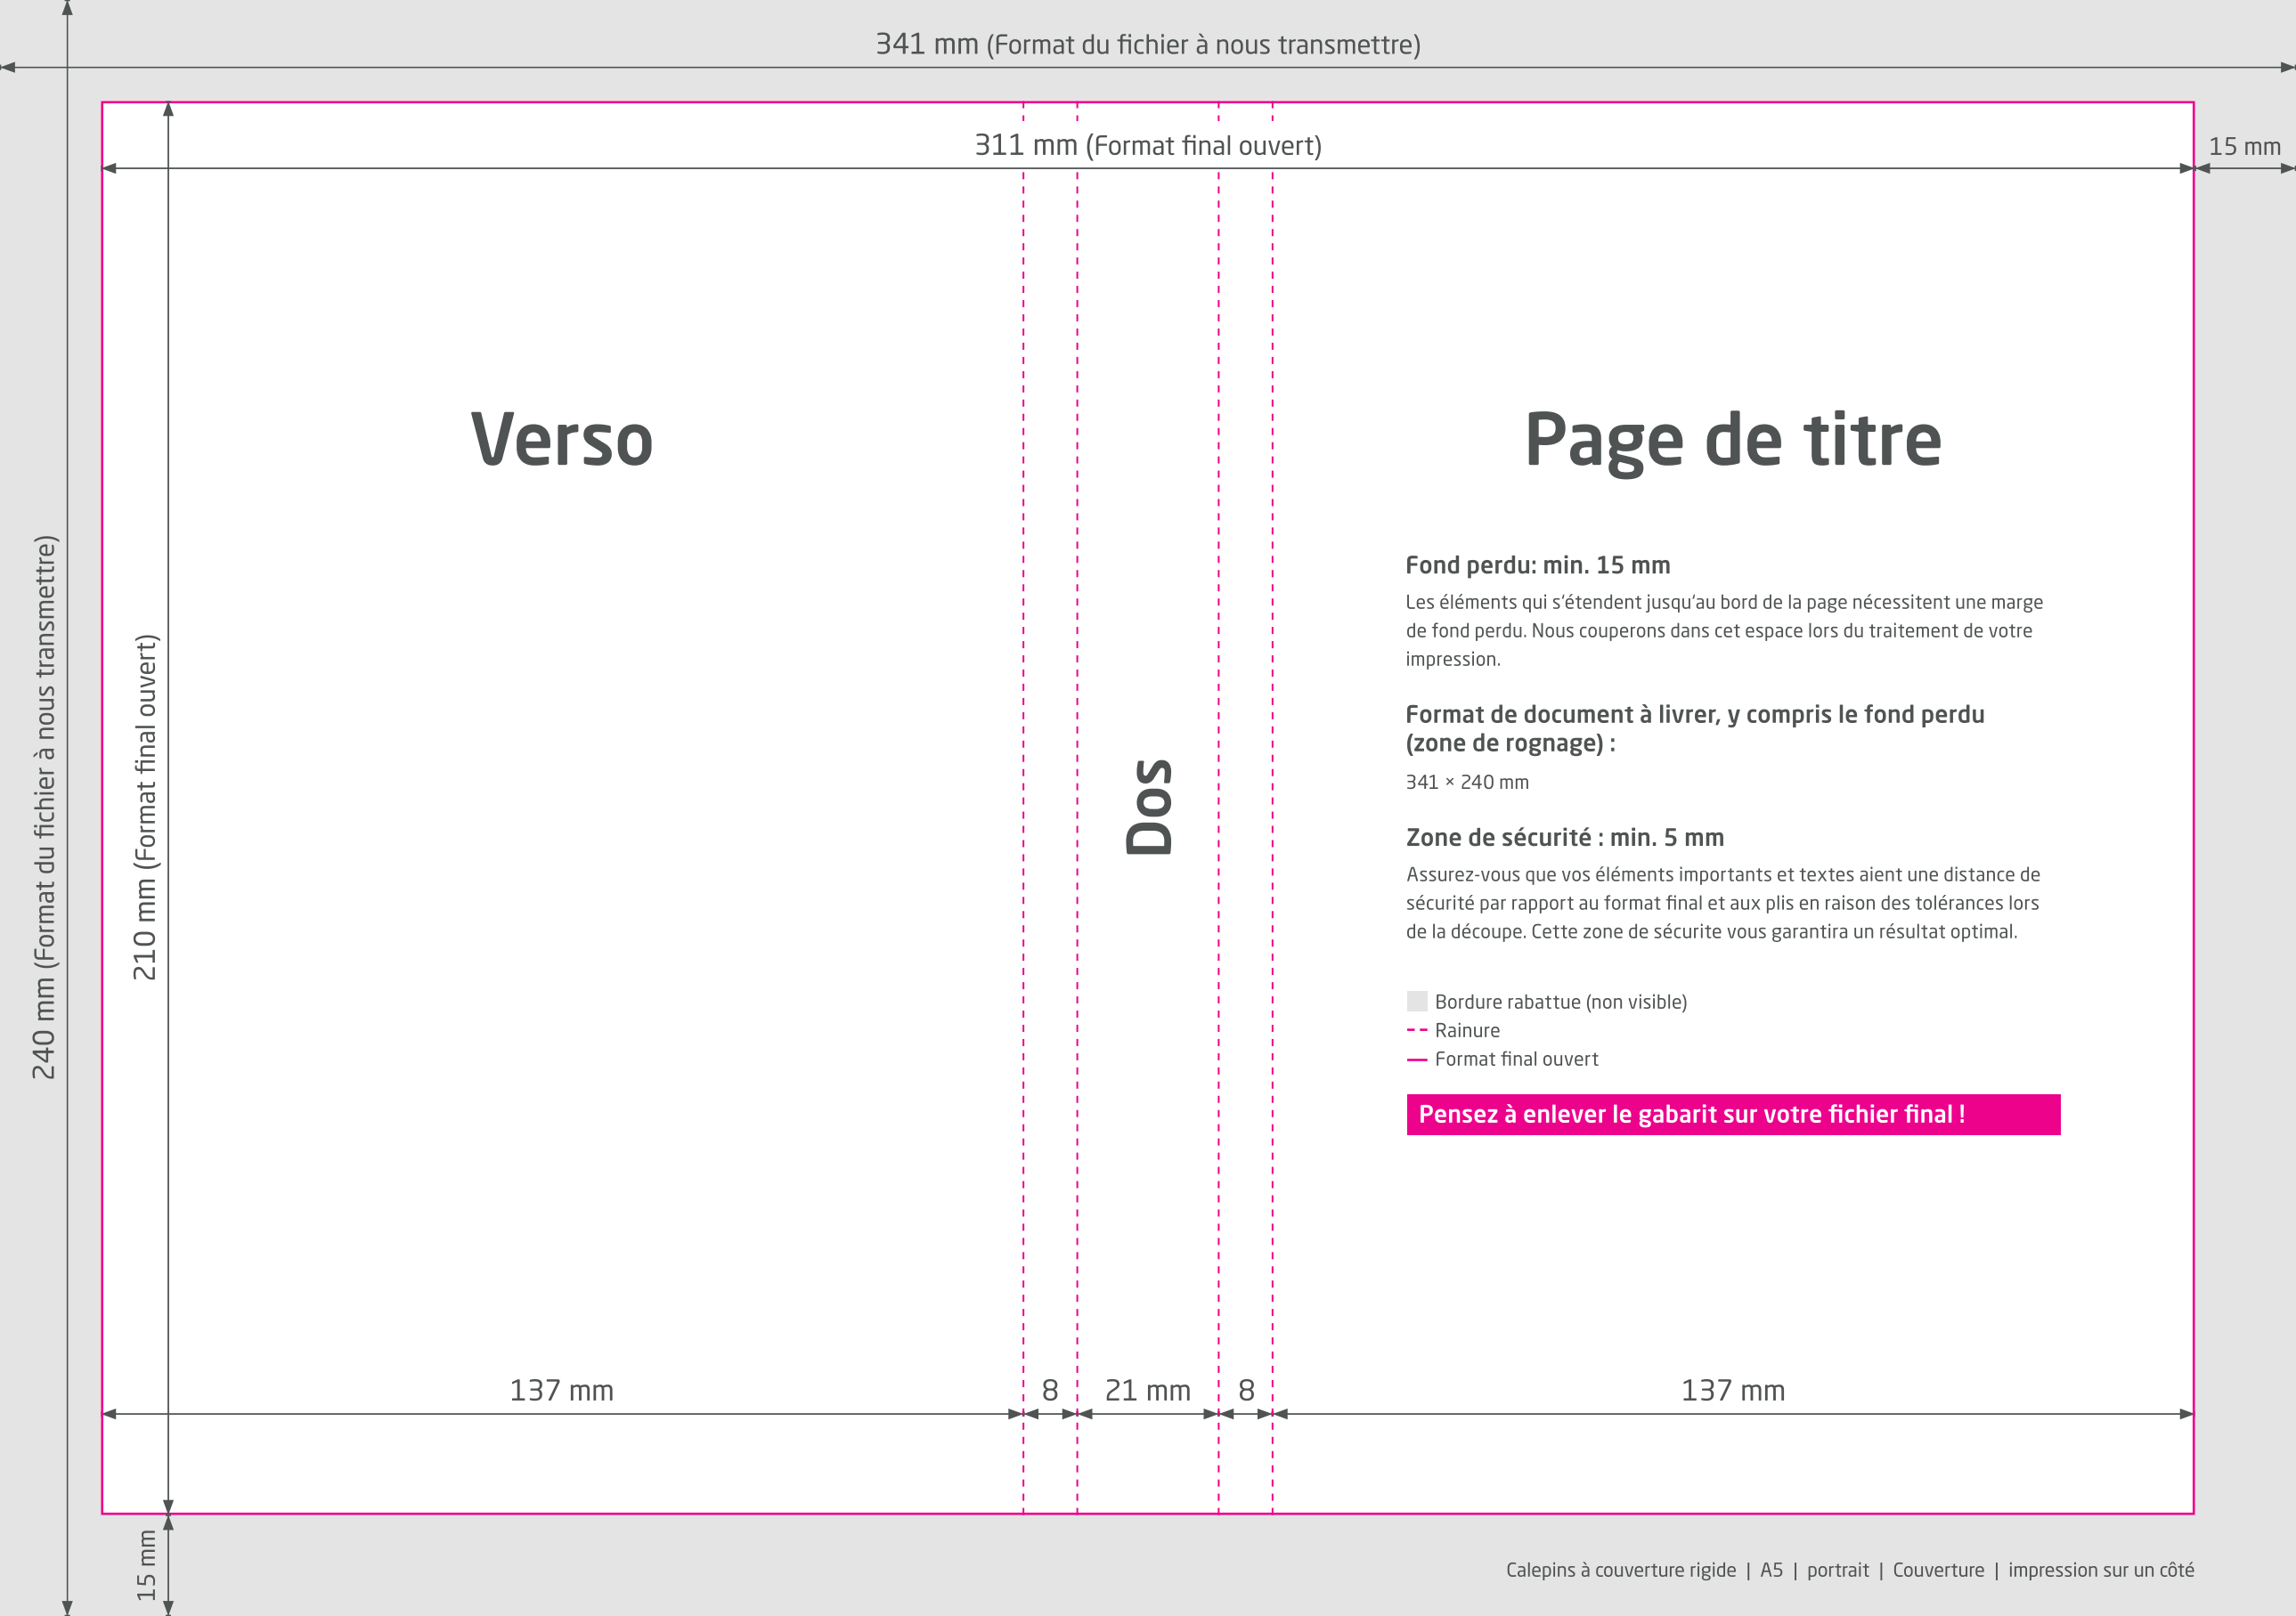 341 mm (Format du fichier à nous transmettre)
311 mm (Format final ouvert)
15 mm
240 mm (Format du fichier à nous transmettre)
210 mm (Format final ouvert)
Verso
Dos
Page de titre
Fond perdu: min. 15 mm
Les éléments qui s‘étendent jusqu‘au bord de la page nécessitent une marge
de fond perdu. Nous couperons dans cet espace lors du traitement de votre
impression.
Format de document à livrer, y compris le fond perdu
(zone de rognage) :
341 × 240 mm
Zone de sécurité : min. 5 mm
Assurez-vous que vos éléments importants et textes aient une distance de
sécurité par rapport au format final et aux plis en raison des tolérances lors
de la découpe. Cette zone de sécurite vous garantira un résultat optimal.
Bordure rabattue (non visible)
Rainure
Format final ouvert
Pensez à enlever le gabarit sur votre fichier final !
137 mm
8
21 mm
8
137 mm
15 mm
Calepins à couverture rigide | A5 | portrait | Couverture | impression sur un côté